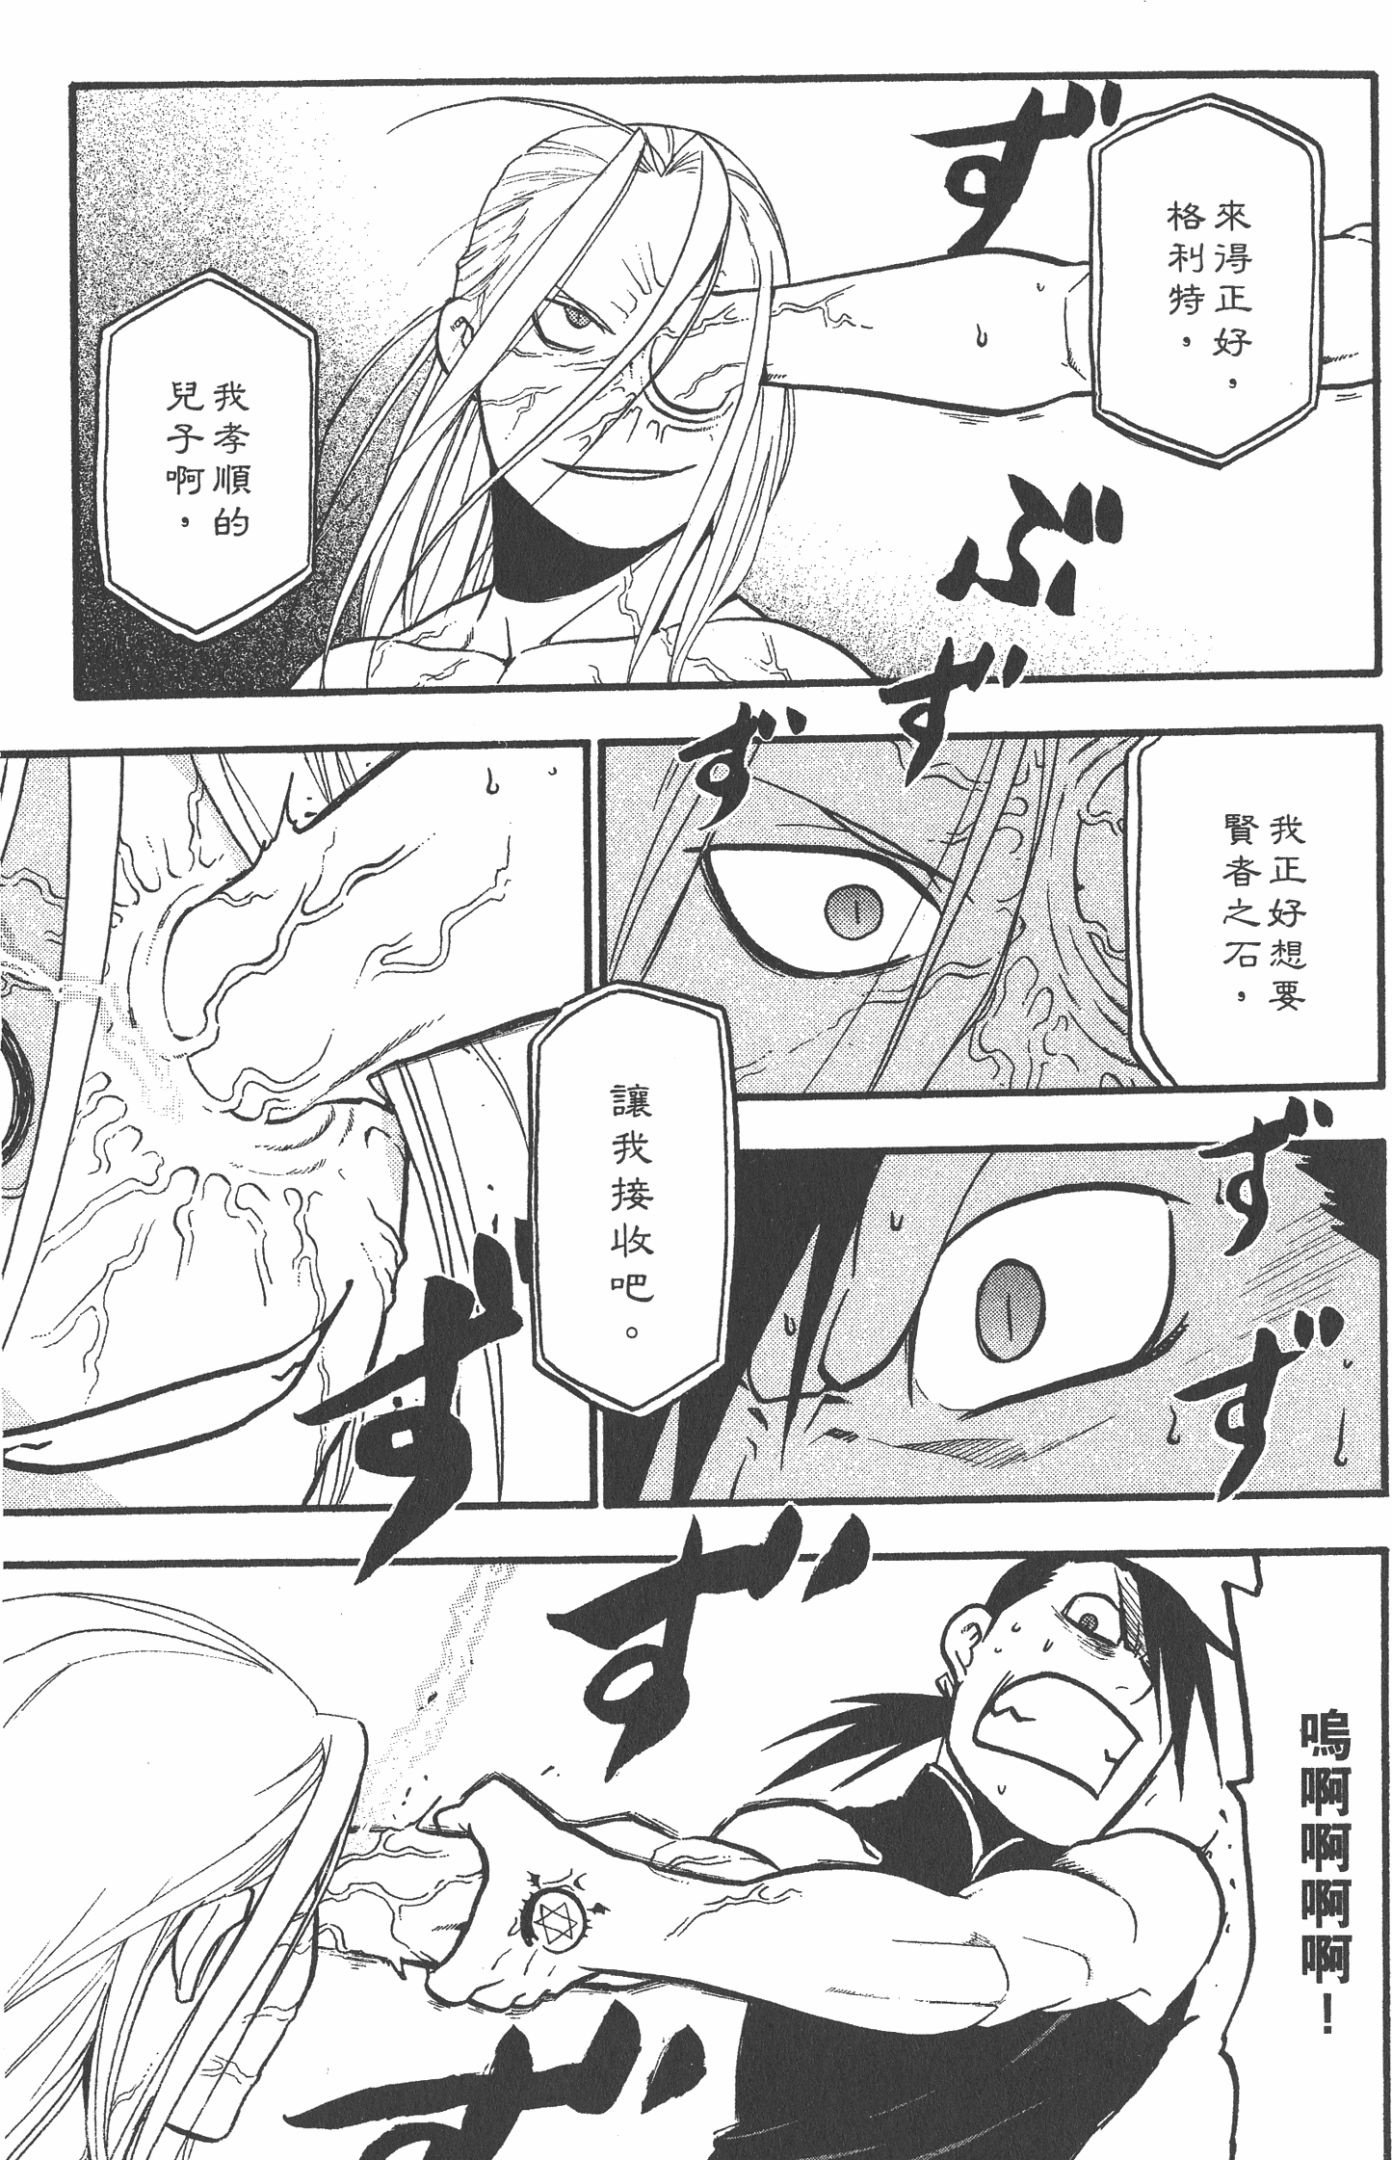 來得正好，
格利特，
ず
我孝順的
兒子啊，
ぶ
ず
ず
我正好想要
賢者之石，
讓我接收吧。
ず
ず
ず
ず
嗚啊啊啊啊！
ず